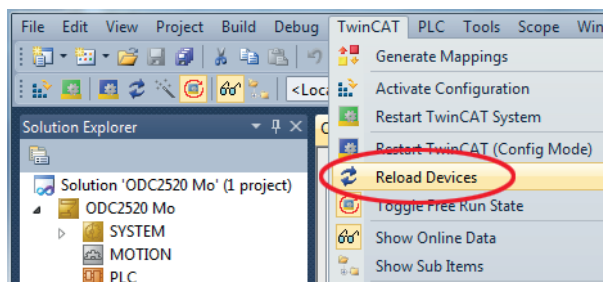 File Edit View Project Build Debug TwinCAT PLC Tools Scope Win
Generate Mappings
Activate Configuration
<Loca
Restart TwinCAT System
Solution Explorer
Restart TwinCAT (Config Mode)
Reload Devices
Solution 'ODC2520 Mo' (1 project)
Toggle Free Run State
ODC2520 Mo
SYSTEM
Show Online Data
MOTION
Show Sub Items
PLC